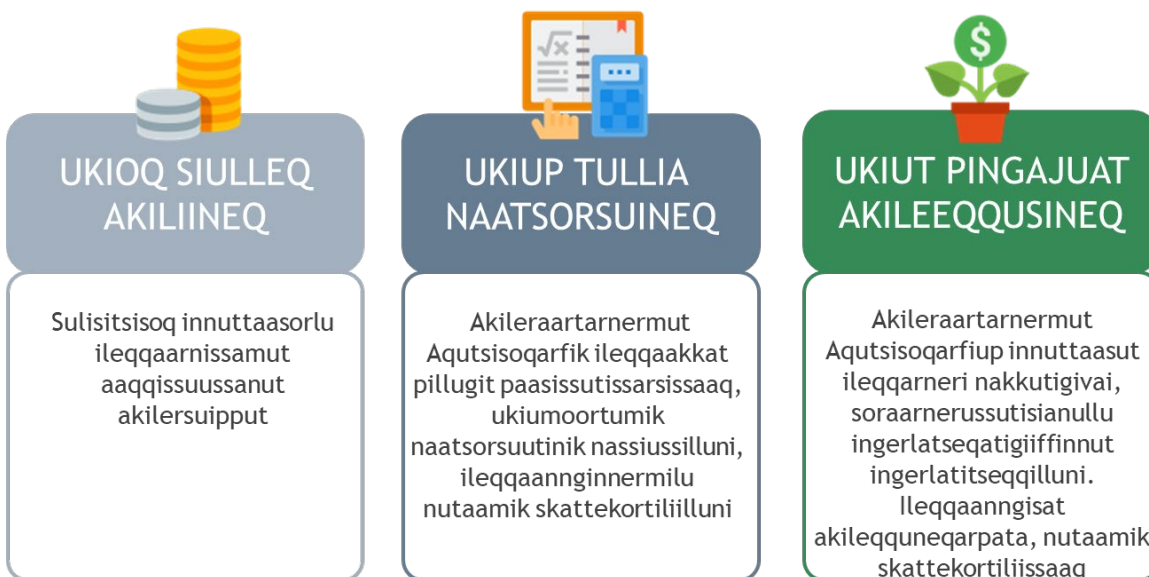 UKIOQ SIULLEQ
AKILIINEQ
Sulisitsisoq innuttaasorlu
ileqqaarnissamut
aaqqissuussanut
akilersuipput
UKIUP TULLIA
NAATSORSUINEQ
Akileraartarnermut
Aqutsisoqarfik ileqqaakkat
pillugit paasissutissarsissaaq,
ukiumoortumik
naatsorsuutinik nassiussilluni,
ileqqaannginnermilu
nutaamik skattekortiliilluni
UKIUT PINGAJUAT
AKILEEQQUSINEQ
Akileraartarnermut
Aqutsisoqarfiup innuttaasut
ileqqarneri nakkutigivai,
soraarnerussutisianullu
ingerlatseqatigiiffinnut
ingerlatitseqqilluni.
Ileqqaanngisat
akileqquneqarpata, nutaamik
skattekortiliissaaq